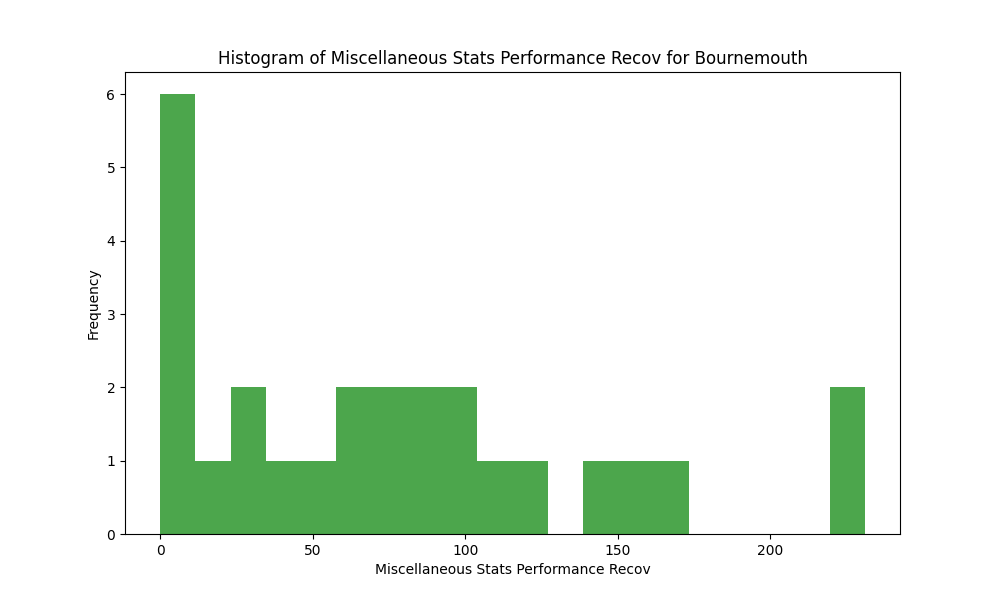 Histogram of Miscellaneous Stats Performance Recov for Bournemouth
6
5
4
3
2
1
0
Frequency
0 50 100 150 200
Miscellaneous Stats Performance Recov